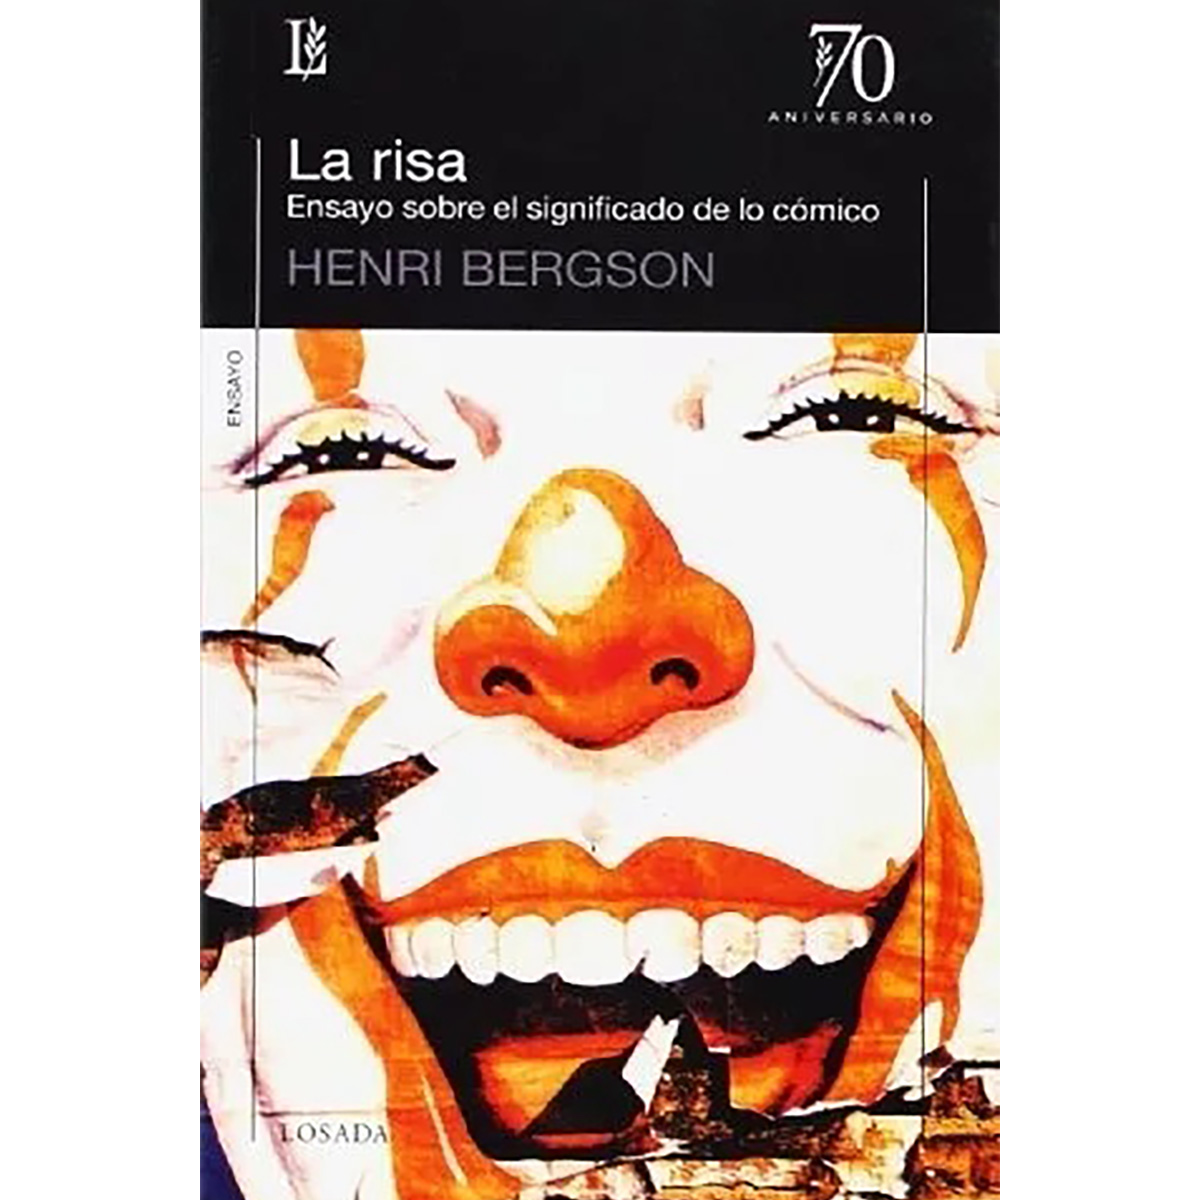 L
70
ANIVERSARIO
La risa
Ensayo sobre el significado de lo cómico
HENRI BERGSON
ENSAYO
LOSADA